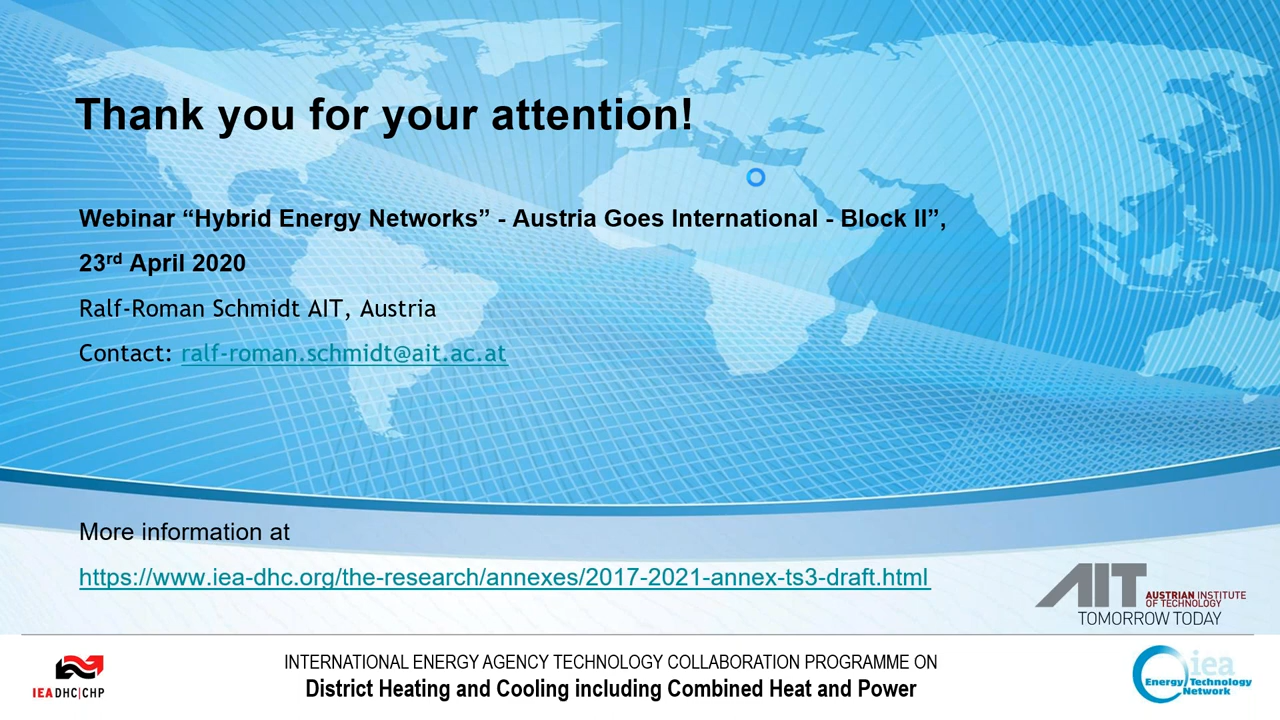 Thank you for your attention!
Webinar “Hybrid Energy Networks” - Austria Goes International - Block II”,
23rd April 2020
Ralf-Roman Schmidt AIT, Austria
Contact: ralf-roman.schmidt@ait.ac.at
More information at
https://www.iea-dhc.org/the-research/annexes/2017-2021-annex-ts3-draft.html
AIT
AUSTRIAN INSTITUTE
OF TECHNOLOGY
TOMORROW TODAY
INTERNATIONAL ENERGY AGENCY TECHNOLOGY COLLABORATION PROGRAMME ON
District Heating and Cooling including Combined Heat and Power
IEA DHC|CHP
iea
Energy Technology
Network